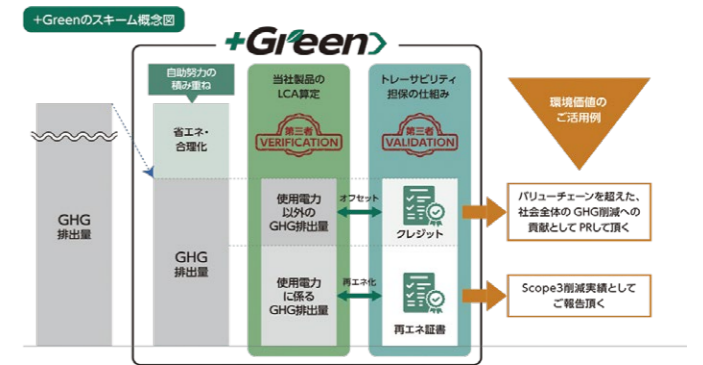 +Greenのスキーム概念図
+Green
自助努力の
積み重ね
当社製品の
LCA算定
トレーサビリティ
担保の仕組み
環境価値の
ご活用例
省エネ・
合理化
第三者
VERIFICATION
第三者
VALIDATION
GHG
排出量
GHG
排出量
使用電力
以外の
GHG排出量
オフセット
クレジット
バリューチェーンを超えた、
社会全体の GHG削減への
貢献として PRして頂く
使用電力
に係る
GHG排出量
再エネ化
再エネ証書
Scope3削減実績として
ご報告頂く